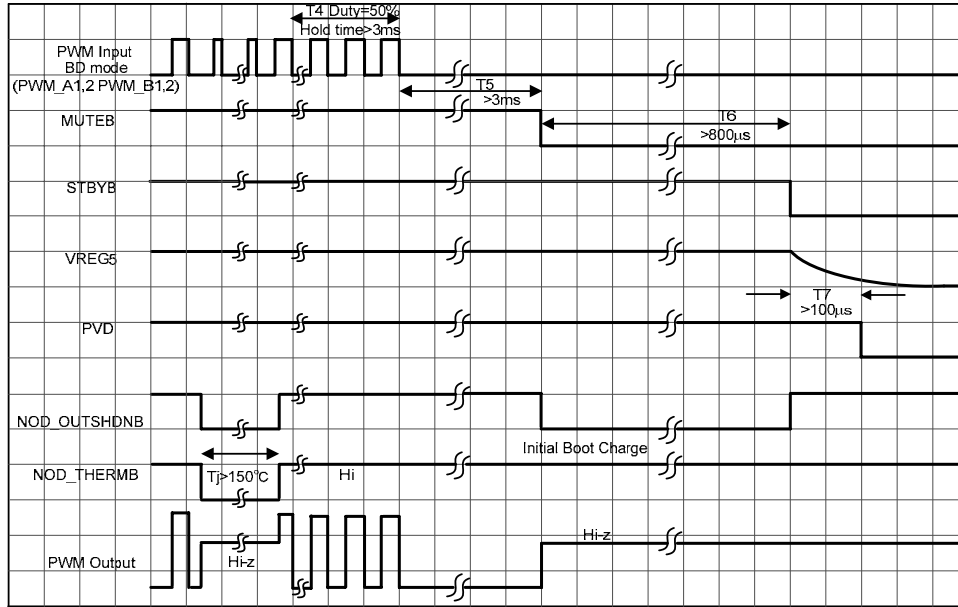 T4 Duty=50%
Hold time>3ms
PWM Input
BD mode
(PWM_A1,2 PWM_B1,2)
T5
>3ms
MUTEB
T6
>800μs
STBYB
VREG5
T7
>100μs
PVD
NOD_OUTSHDNB
Initial Boot Charge
NOD_THERMB
Tj>150℃
Hi
PWM Output
Hi-z
Hi-z